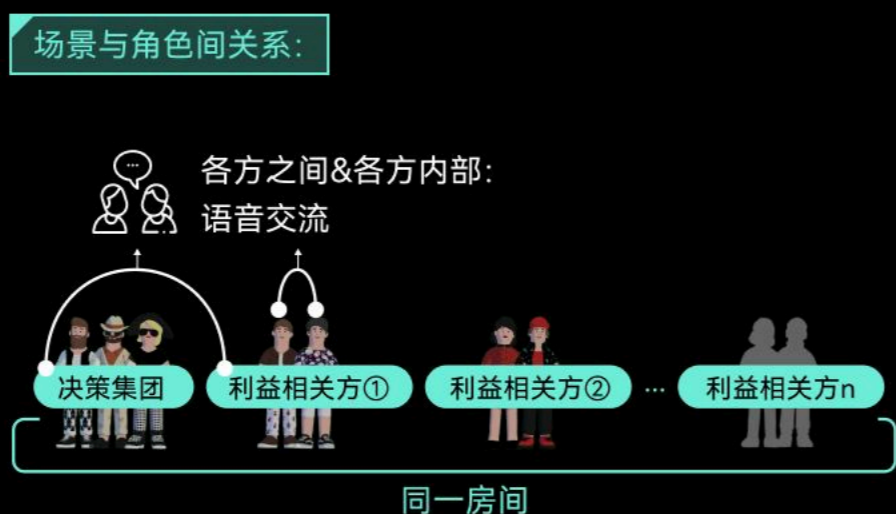 场景与角色间关系：
各方之间&各方内部：
语音交流
决策集团
利益相关方①
利益相关方②
…
利益相关方n
同一房间